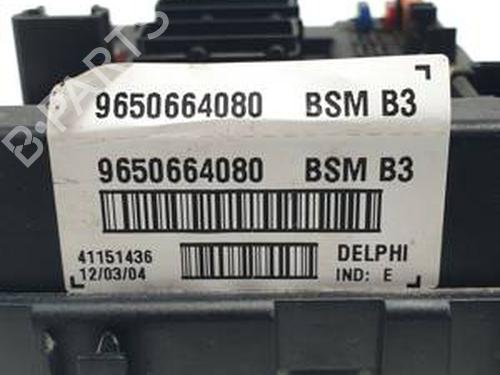 9650664080 BSM B3
9650664080 BSM B3
41151436
12/03/04
DELPHI
IND: E
B-PARTS